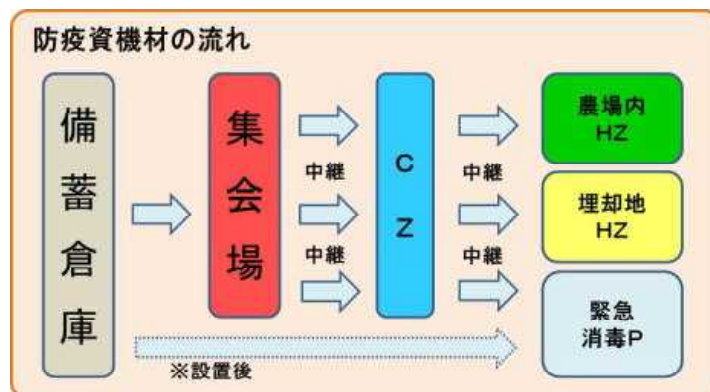 防疫資機材の流れ
備蓄倉庫
集会場
中継
中継
CZ
中継
中継
農場内
HZ
埋却地
HZ
緊急
消毒P
※設置後